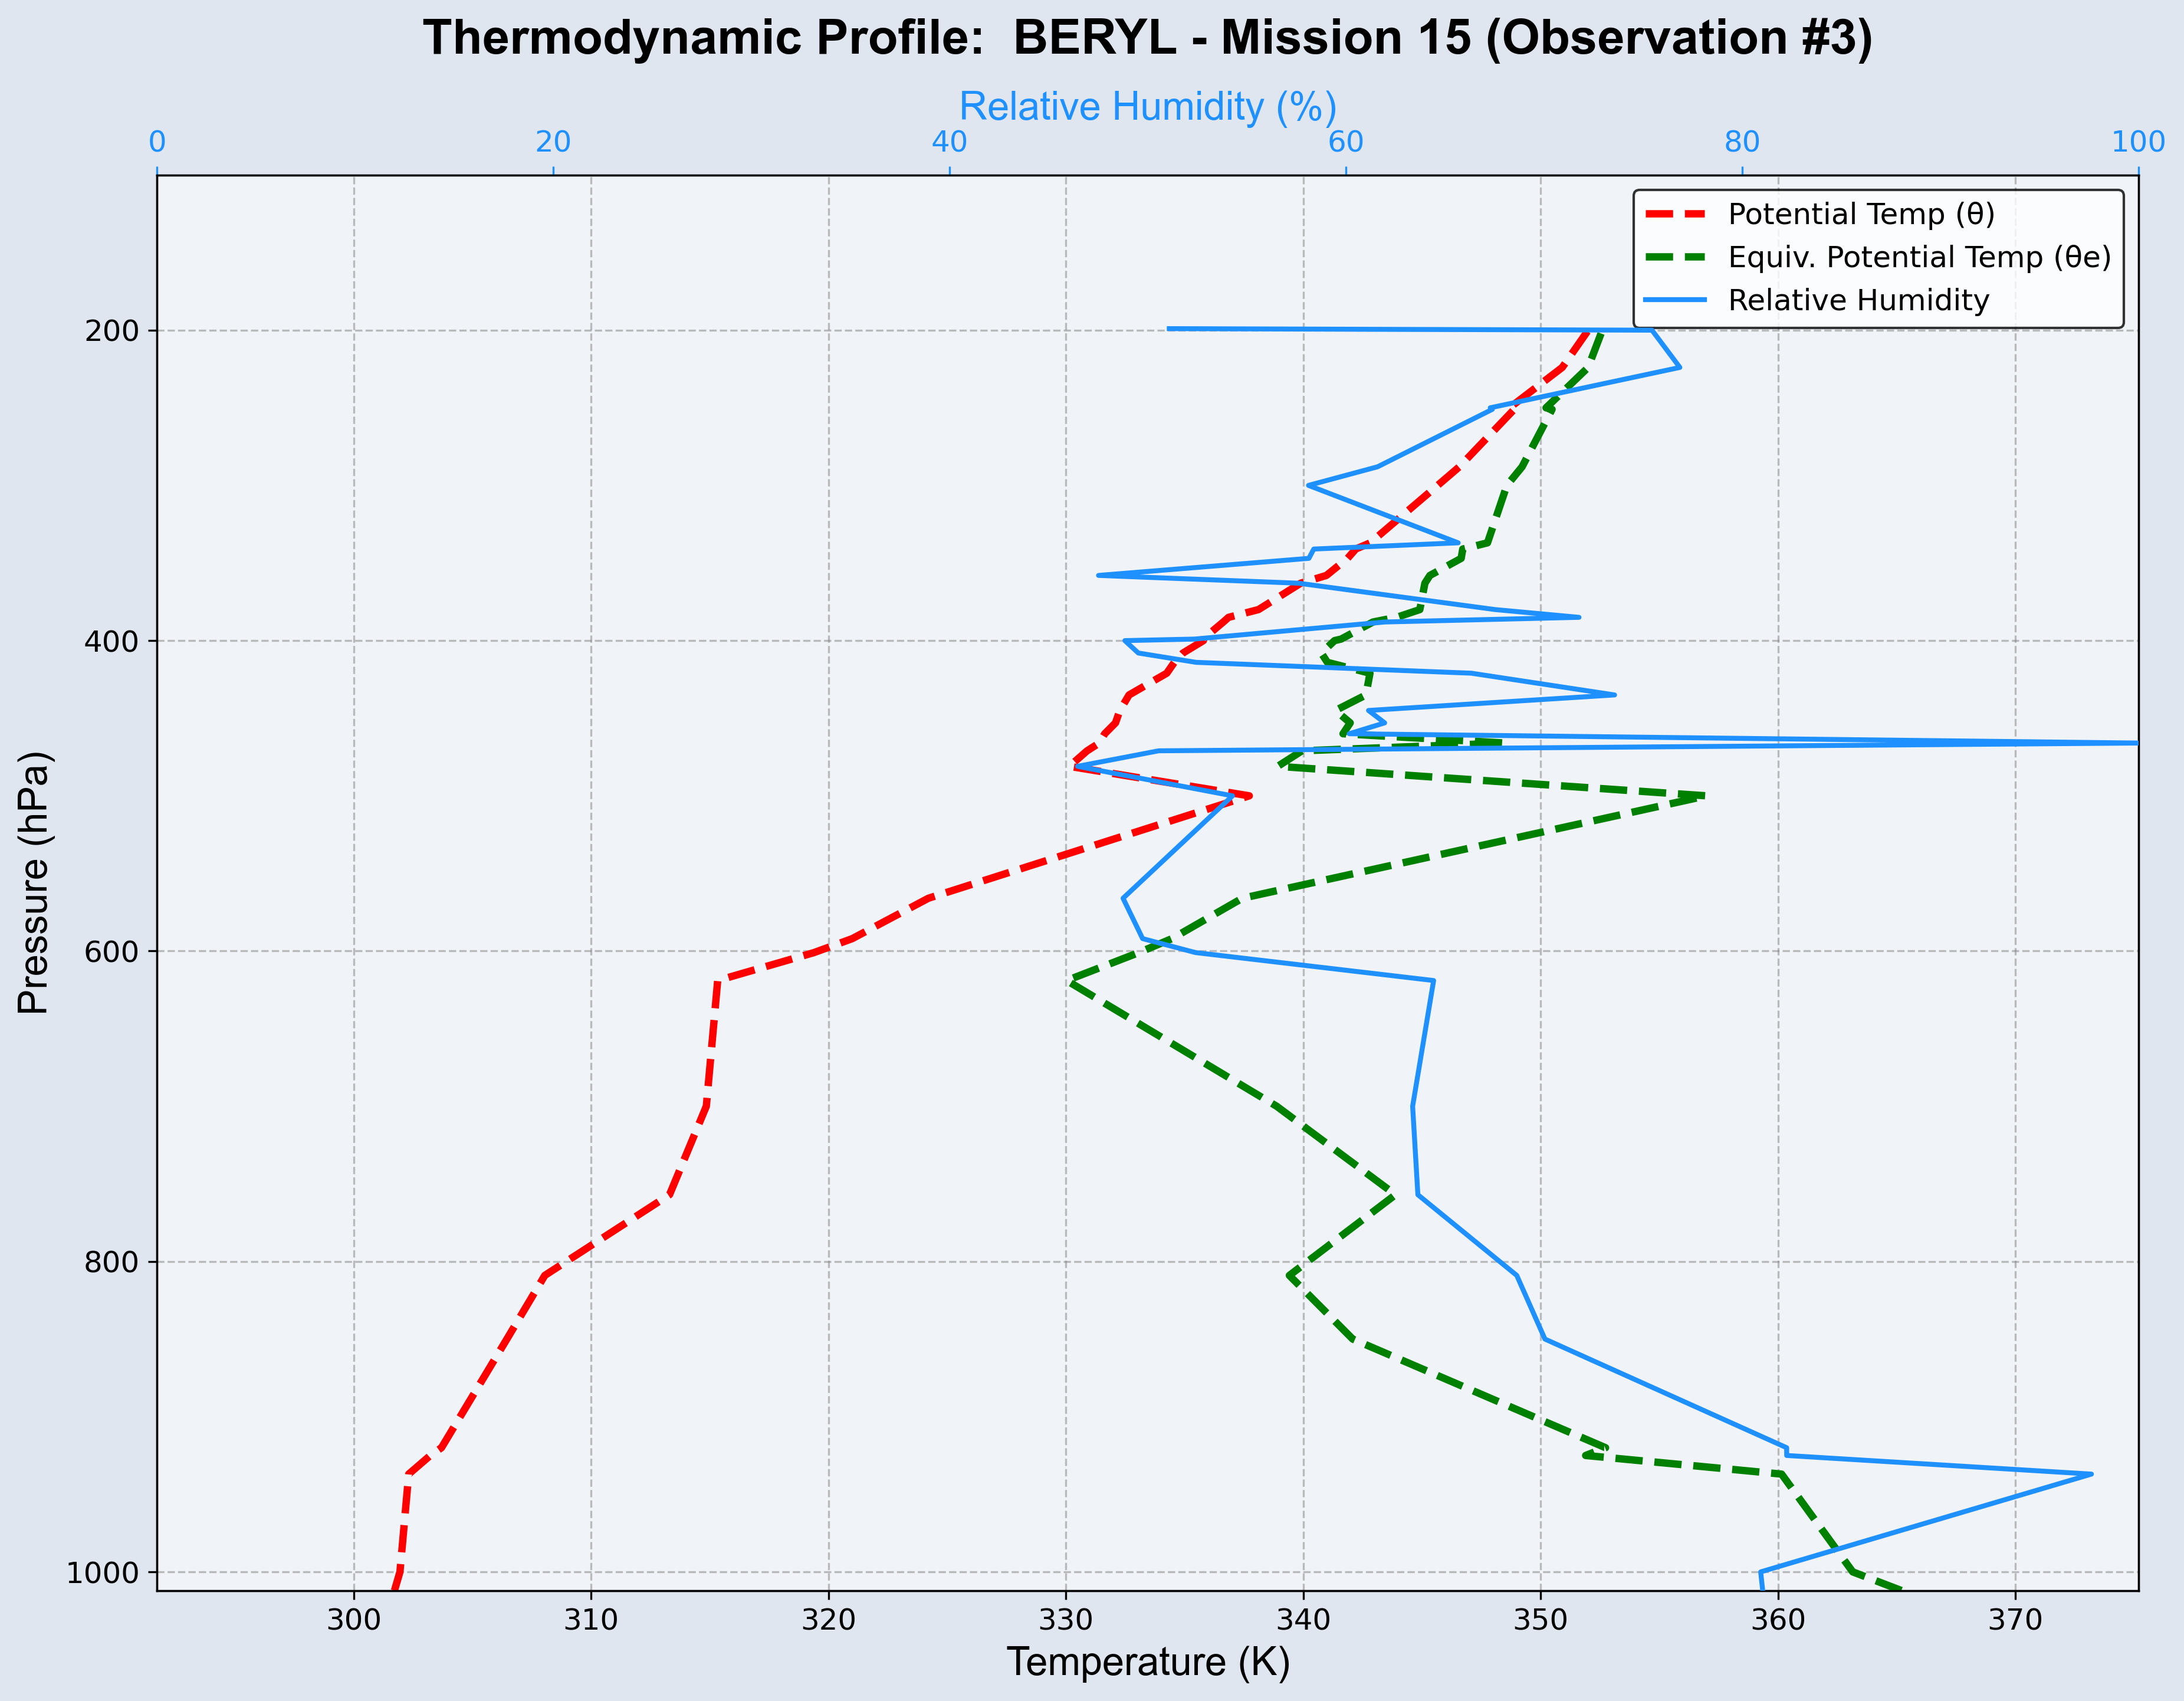 Thermodynamic Profile:  BERYL - Mission 15 (Observation #3)
Relative Humidity (%)
0 20 40 60 80 100
Potential Temp (θ)
Equiv. Potential Temp (θe)
Relative Humidity
Pressure (hPa)
200
400
600
800
1000
300 310 320 330 340 350 360 370
Temperature (K)